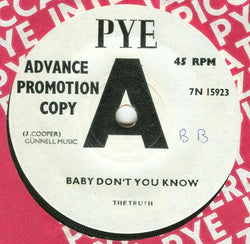 PYE
ADVANCE
PROMOTION
COPY
A
45 RPM
7N 15923
(J.COOPER)
GUNNELL MUSIC
B B
BABY DON'T YOU KNOW
THE TRUTH